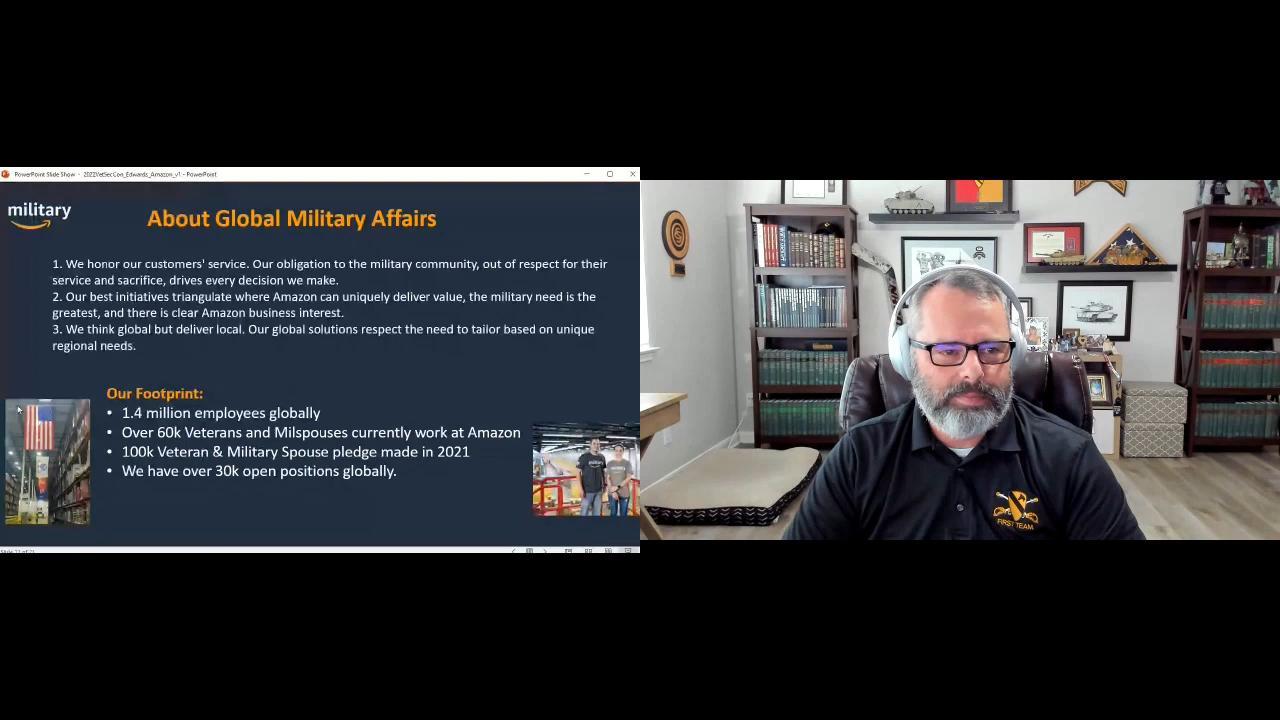 PowerPoint Slide Show - 2022VetSecCon_Edwards_Amazon_v1 - PowerPoint
military
About Global Military Affairs
1. We honor our customers' service. Our obligation to the military community, out of respect for their
service and sacrifice, drives every decision we make.
2. Our best initiatives triangulate where Amazon can uniquely deliver value, the military need is the
greatest, and there is clear Amazon business interest.
3. We think global but deliver local. Our global solutions respect the need to tailor based on unique
regional needs.
Our Footprint:
• 1.4 million employees globally
• Over 60k Veterans and Milspouses currently work at Amazon
• 100k Veteran & Military Spouse pledge made in 2021
• We have over 30k open positions globally.
FIRST TEAM